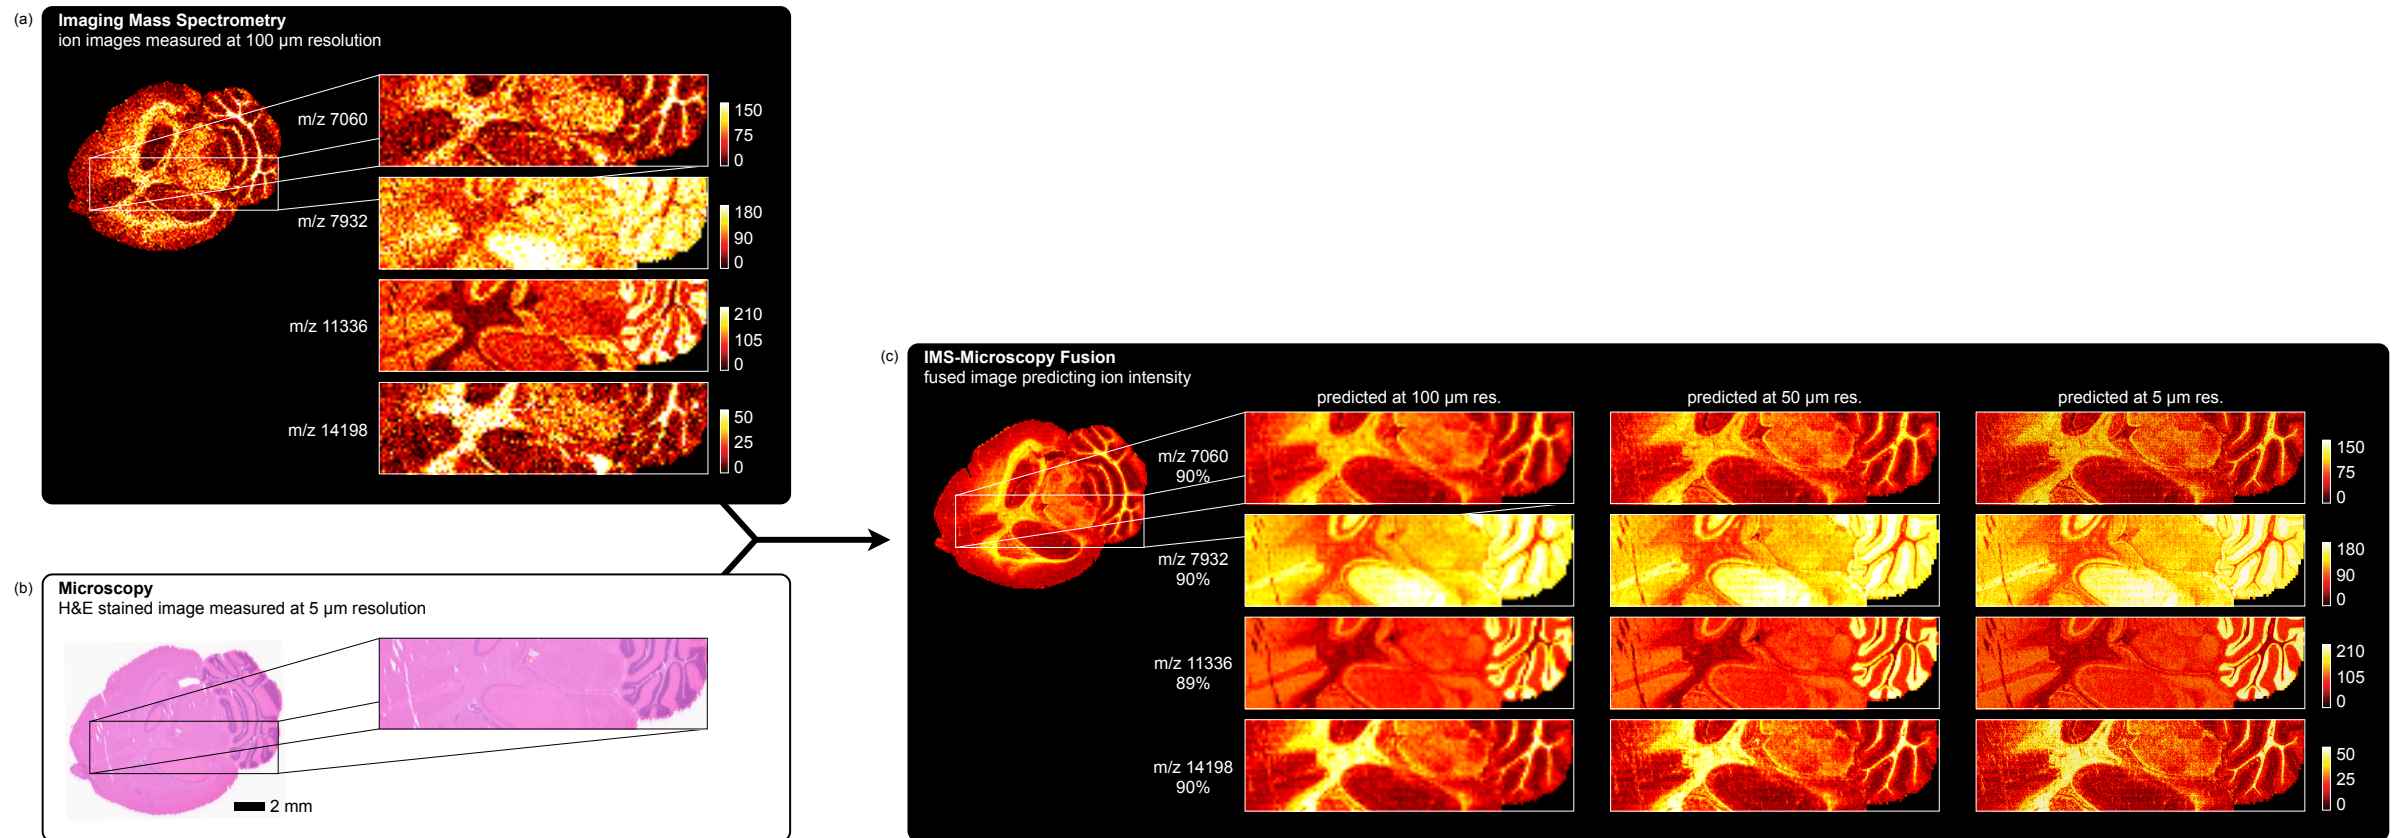 (a)
Imaging Mass Spectrometry
ion images measured at 100 µm resolution
m/z 7060
150
75
0
m/z 7932
180
90
0
m/z 11336
210
105
0
m/z 14198
50
25
0
(b)
Microscopy
H&E stained image measured at 5 µm resolution
2 mm
(c)
IMS-Microscopy Fusion
fused image predicting ion intensity
predicted at 100 µm res.
predicted at 50 µm res.
predicted at 5 µm res.
m/z 7060
90%
150
75
0
m/z 7932
90%
180
90
0
m/z 11336
89%
210
105
0
m/z 14198
90%
50
25
0